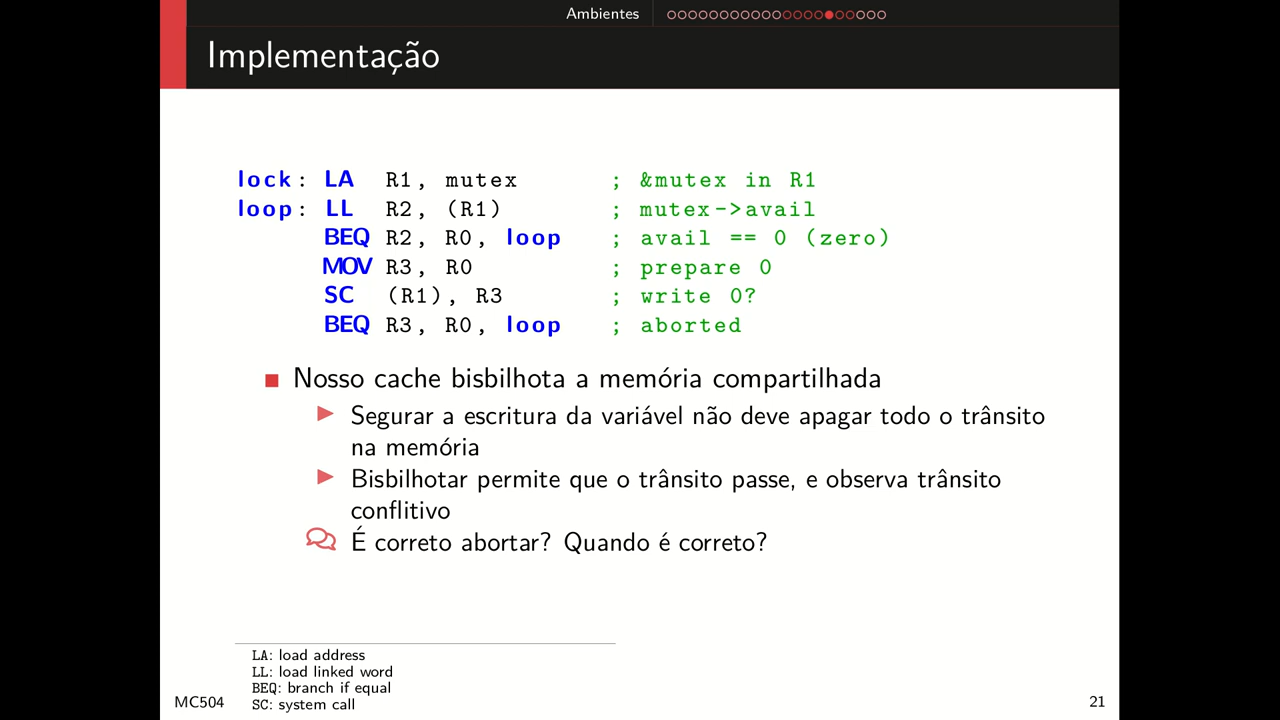 Ambientes
Implementação
lock: LA R1, mutex ; &mutex in R1
loop: LL R2, (R1) ; mutex->avail
BEQ R2, R0, loop ; avail == 0 (zero)
MOV R3, R0 ; prepare 0
SC (R1), R3 ; write 0?
BEQ R3, R0, loop ; aborted
Nosso cache bisbilhota a memória compartilhada
Segurar a escritura da variável não deve apagar todo o trânsito
na memória
Bisbilhotar permite que o trânsito passe, e observa trânsito
conflitivo
É correto abortar? Quando é correto?
LA: load address
LL: load linked word
BEQ: branch if equal
SC: system call
MC504
21